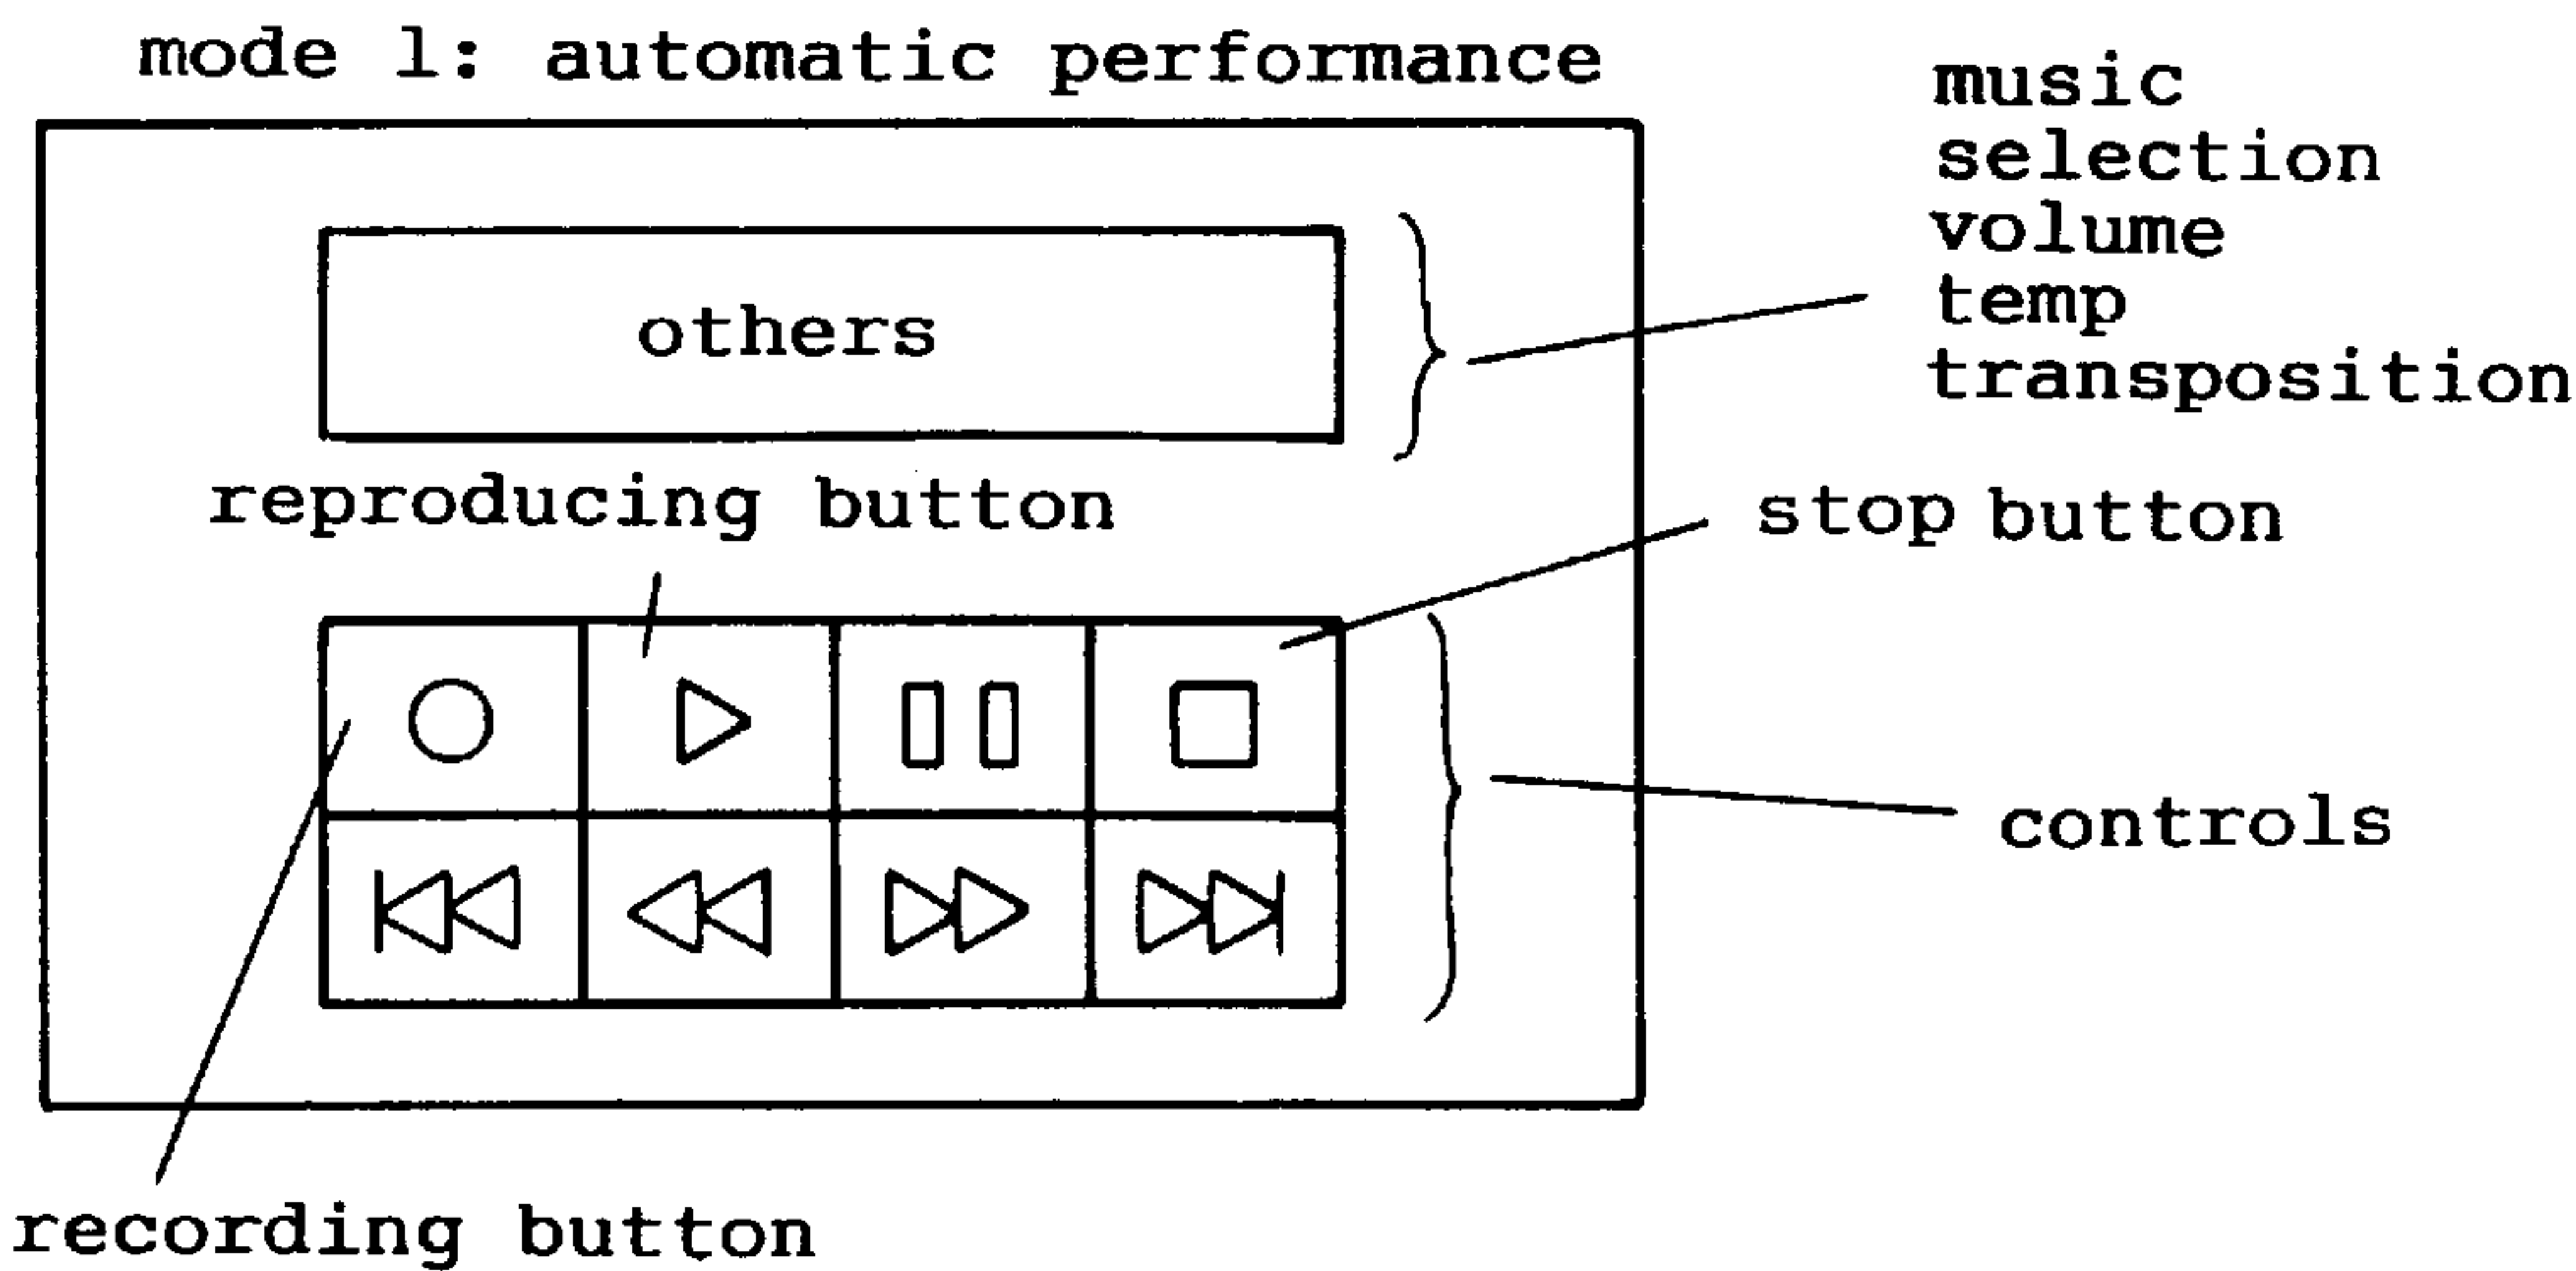 mode 1: automatic performance
music
selection
volume
temp
transposition
others
reproducing button
stop button
controls
recording button